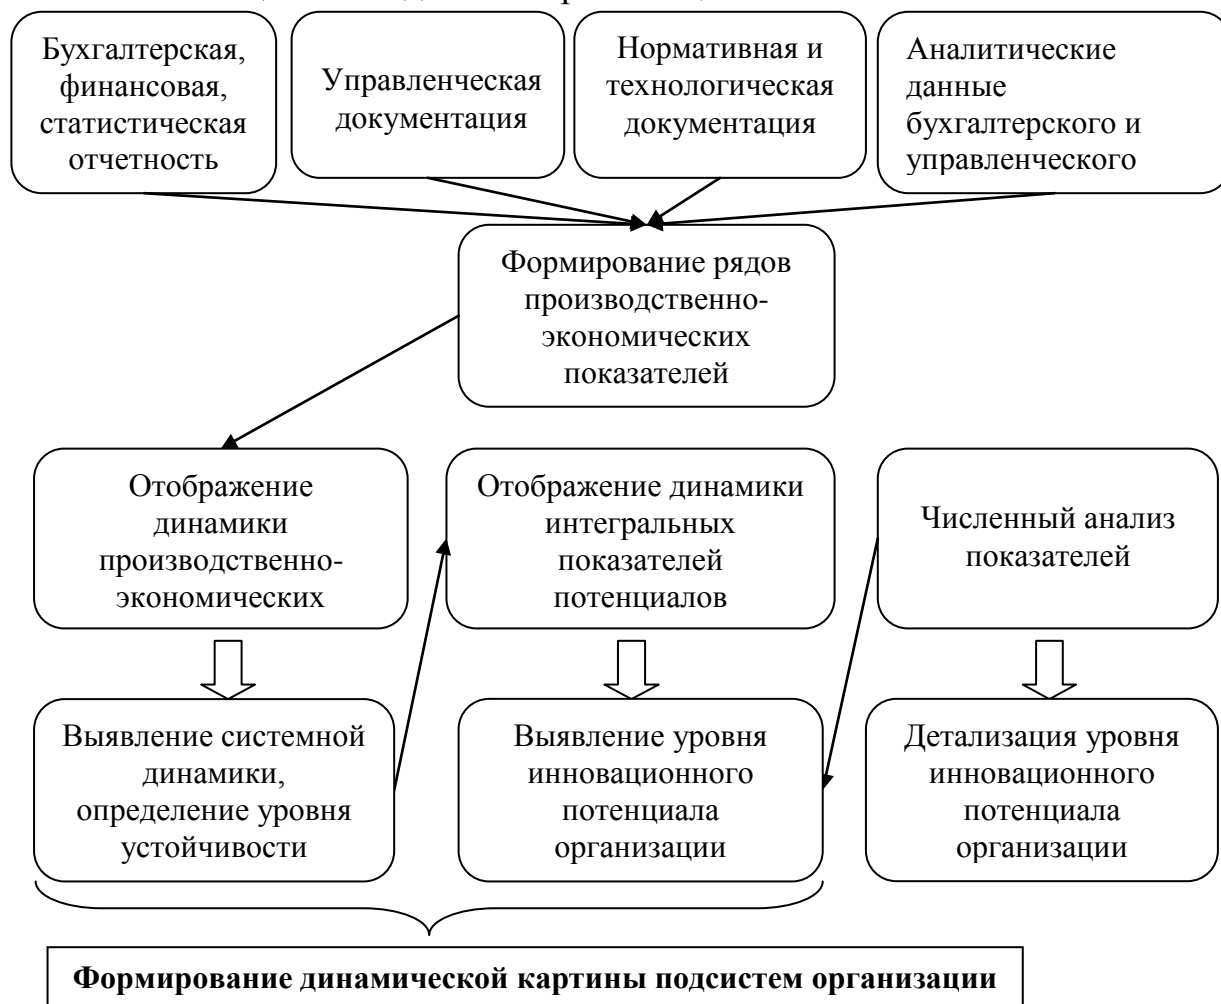 Бухгалтерская,
финансовая,
статистическая
отчетность
Управленческая
документация
Нормативная и
технологическая
документация
Аналитические
данные
бухгалтерского и
управленческого
Формирование рядов
производственно-
экономических
показателей
Отображение
динамики
производственно-
экономических
Отображение динамики
интегральных
показателей
потенциалов
Численный анализ
показателей
Выявление системной
динамики,
определение уровня
устойчивости
Выявление уровня
инновационного
потенциала
организации
Детализация уровня
инновационного
потенциала
организации
Формирование динамической картины подсистем организации